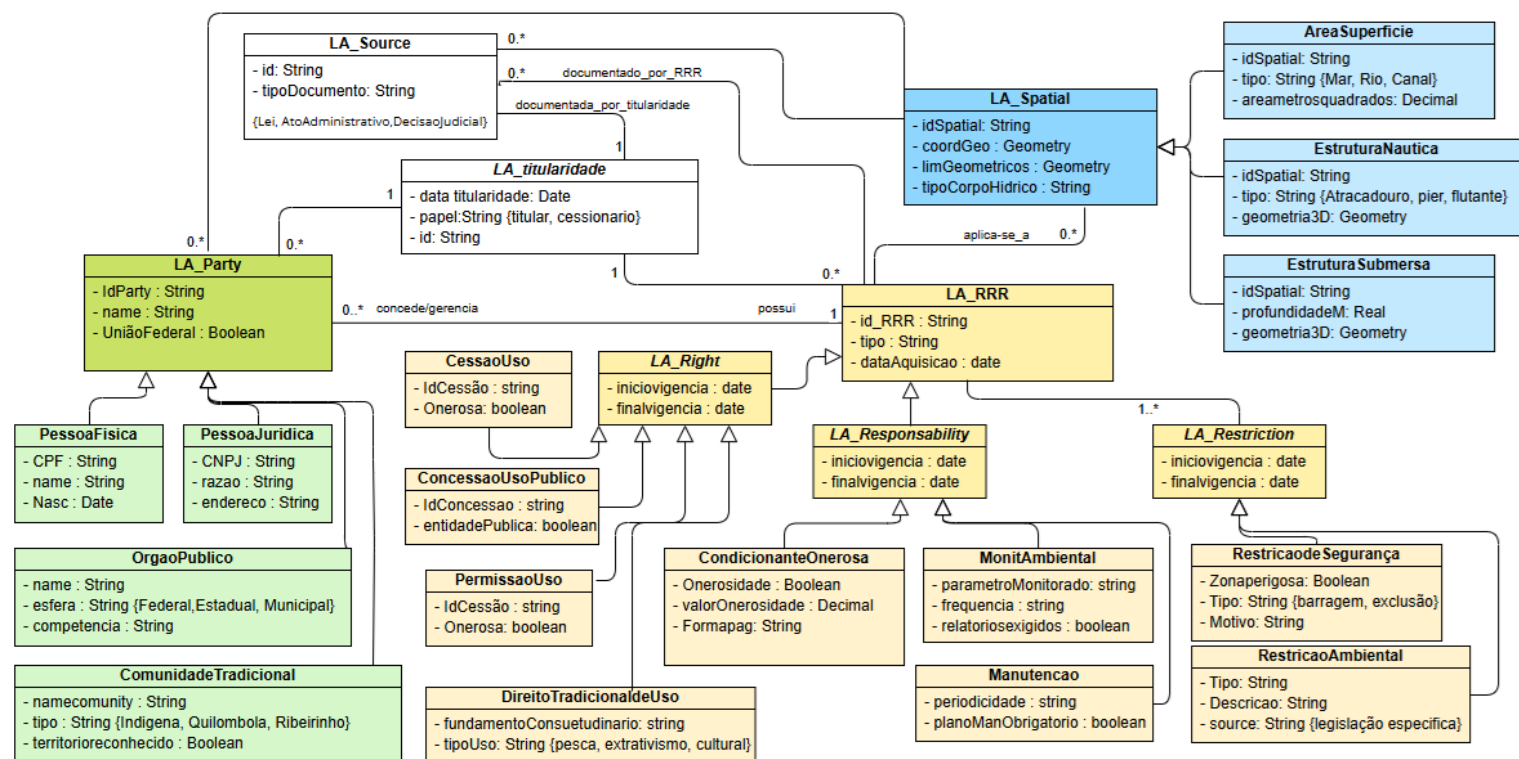 LA_Source
- id: String
- tipoDocumento: String
{Lei, AtoAdministrativo,DecisaoJudicial}
0.*
0.*
documentado_por_RRR
documentada_por_titularidade
1
LA_titularidade
- data titularidade: Date
- papel:String {titular, cessionario}
- id: String
1
0.*
0.*
1
0.*
LA_Spatial
- idSpatial: String
- coordGeo : Geometry
- limGeometricos : Geometry
- tipoCorpoHidrico : String
aplica-se_a
0.*
AreaSuperficie
- idSpatial: String
- tipo: String {Mar, Rio, Canal}
- areametrosquadrados: Decimal
EstruturaNautica
- idSpatial: String
- tipo: String {Atracadouro, pier, flutante}
- geometria3D: Geometry
EstruturaSubmersa
- idSpatial: String
- profundidadeM: Real
- geometria3D: Geometry
LA_Party
- IdParty : String
- name : String
- UniãoFederal : Boolean
0..*
concede/gerencia
possui
1
LA_RRR
- id_RRR : String
- tipo : String
- dataAquisicao : date
CessaoUso
- IdCessão : string
- Onerosa: boolean
LA_Right
- iniciovigencia : date
- finalvigencia : date
1..*
PessoaFisica
- CPF : String
- name : String
- Nasc : Date
PessoaJuridica
- CNPJ : String
- razao : String
- endereco : String
LA_Responsability
- iniciovigencia : date
- finalvigencia : date
LA_Restriction
- iniciovigencia : date
- finalvigencia : date
ConcessaoUsoPublico
- IdConcessao : string
- entidadePublica: boolean
OrgaoPublico
- name : String
- esfera : String {Federal,Estadual, Municipal}
- competencia : String
PermissaoUso
- IdCessão : string
- Onerosa: boolean
CondicionanteOnerosa
- Onerosidade : Boolean
- valorOnerosidade : Decimal
- Formapag: String
MonitAmbiental
- parametroMonitorado: string
- frequencia : string
- relatoriosexigidos : boolean
RestricaodeSegurança
- Zonaperigosa: Boolean
- Tipo: String {barragem, exclusão}
- Motivo: String
ComunidadeTradicional
- namecomunity : String
- tipo : String {Indigena, Quilombola, Ribeirinho}
- territorioreconhecido : Boolean
DireitoTradicionaldeUso
- fundamentoConsuetudinario: string
- tipoUso: String {pesca, extrativismo, cultural}
Manutencao
- periodicidade : string
- planoManObrigatorio : boolean
RestricaoAmbiental
- Tipo: String
- Descricao: String
- source: String {legislação especifica}